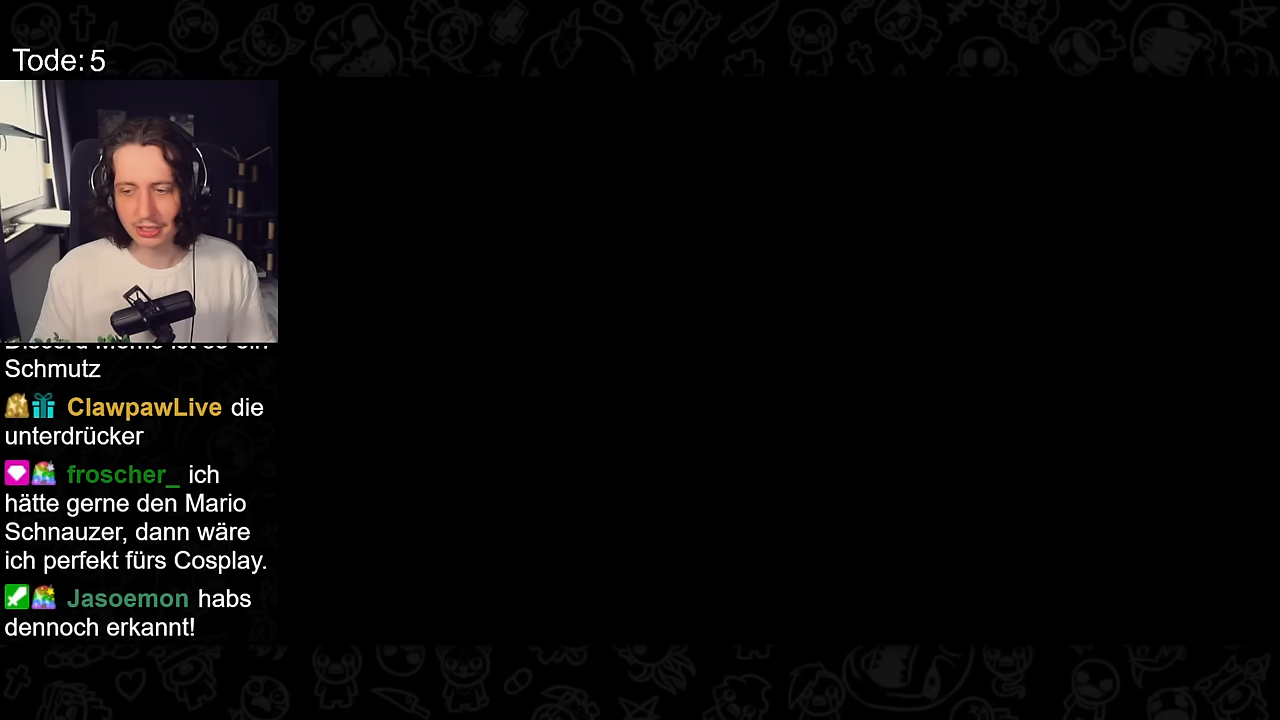 Tode: 5
Schmutz
ClawpawLive die
unterdrücker
froscher_ ich
hätte gerne den Mario
Schnauzer, dann wäre
ich perfekt fürs Cosplay.
Jasoemon habs
dennoch erkannt!